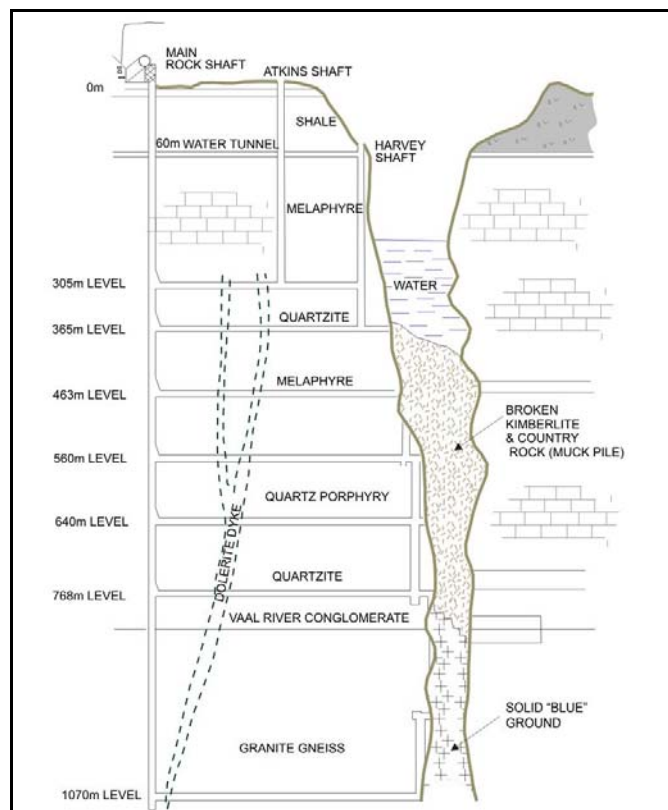 MAIN
ROCK SHAFT
ATKINS SHAFT
0m
SHALE
60m WATER TUNNEL
HARVEY
SHAFT
MELAPHYRE
305m LEVEL
WATER
QUARTZITE
365m LEVEL
MELAPHYRE
463m LEVEL
BROKEN
KIMBERLITE
& COUNTRY
ROCK (MUCK PILE)
560m LEVEL
QUARTZ PORPHYRY
640m LEVEL
DOLERITE DYKE
QUARTZITE
768m LEVEL
VAAL RIVER CONGLOMERATE
SOLID "BLUE"
GROUND
GRANITE GNEISS
1070m LEVEL